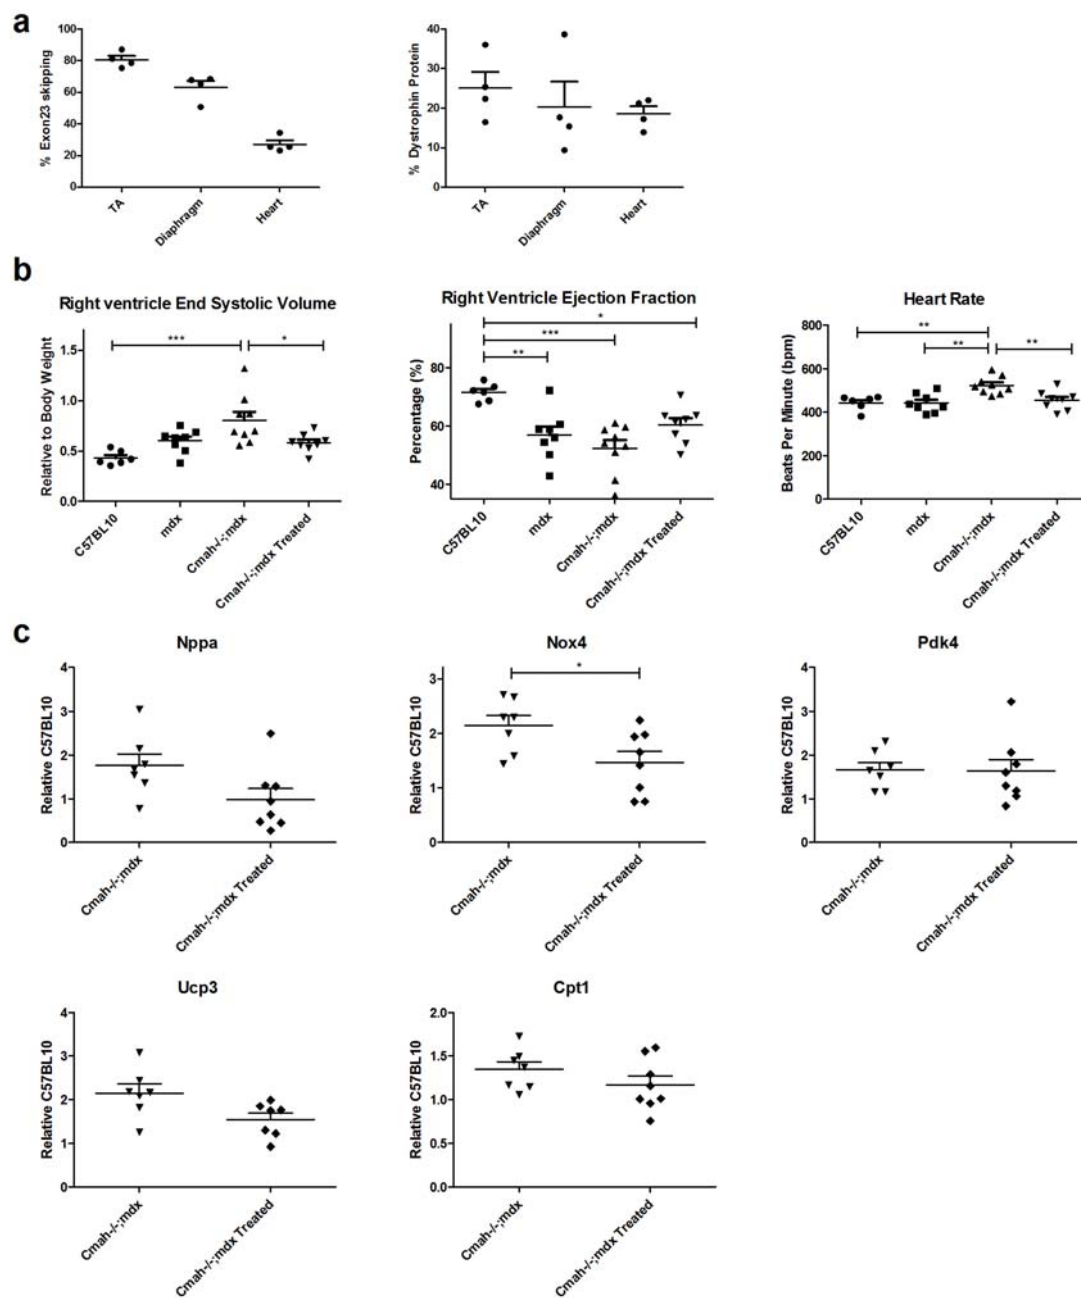 a
% Exon23 skipping
100
80
60
40
20
0
TA
Diaphragm
Heart
% Dystrophin Protein
40
30
20
10
0
TA
Diaphragm
Heart
b
Right ventricle End Systolic Volume
Relative to Body Weight
1.5
1.0
0.5
0.0
***
*
C57BL10
mdx
Cmah-/-;mdx
Cmah-/-;mdx Treated
Right Ventricle Ejection Fraction
Percentage (%)
80
60
40
*
***
**
C57BL10
mdx
Cmah-/-;mdx
Cmah-/-;mdx Treated
Heart Rate
Beats Per Minute (bpm)
800
600
400
200
0
**
**
**
C57BL10
mdx
Cmah-/-;mdx
Cmah-/-;mdx Treated
c
Nppa
Relative C57BL10
4
3
2
1
0
Cmah-/-;mdx
Cmah-/-;mdx Treated
Nox4
Relative C57BL10
3
2
1
0
*
Cmah-/-;mdx
Cmah-/-;mdx Treated
Pdk4
Relative C57BL10
4
3
2
1
0
Cmah-/-;mdx
Cmah-/-;mdx Treated
Ucp3
Relative C57BL10
4
3
2
1
0
Cmah-/-;mdx
Cmah-/-;mdx Treated
Cpt1
Relative C57BL10
2.0
1.5
1.0
0.5
0.0
Cmah-/-;mdx
Cmah-/-;mdx Treated